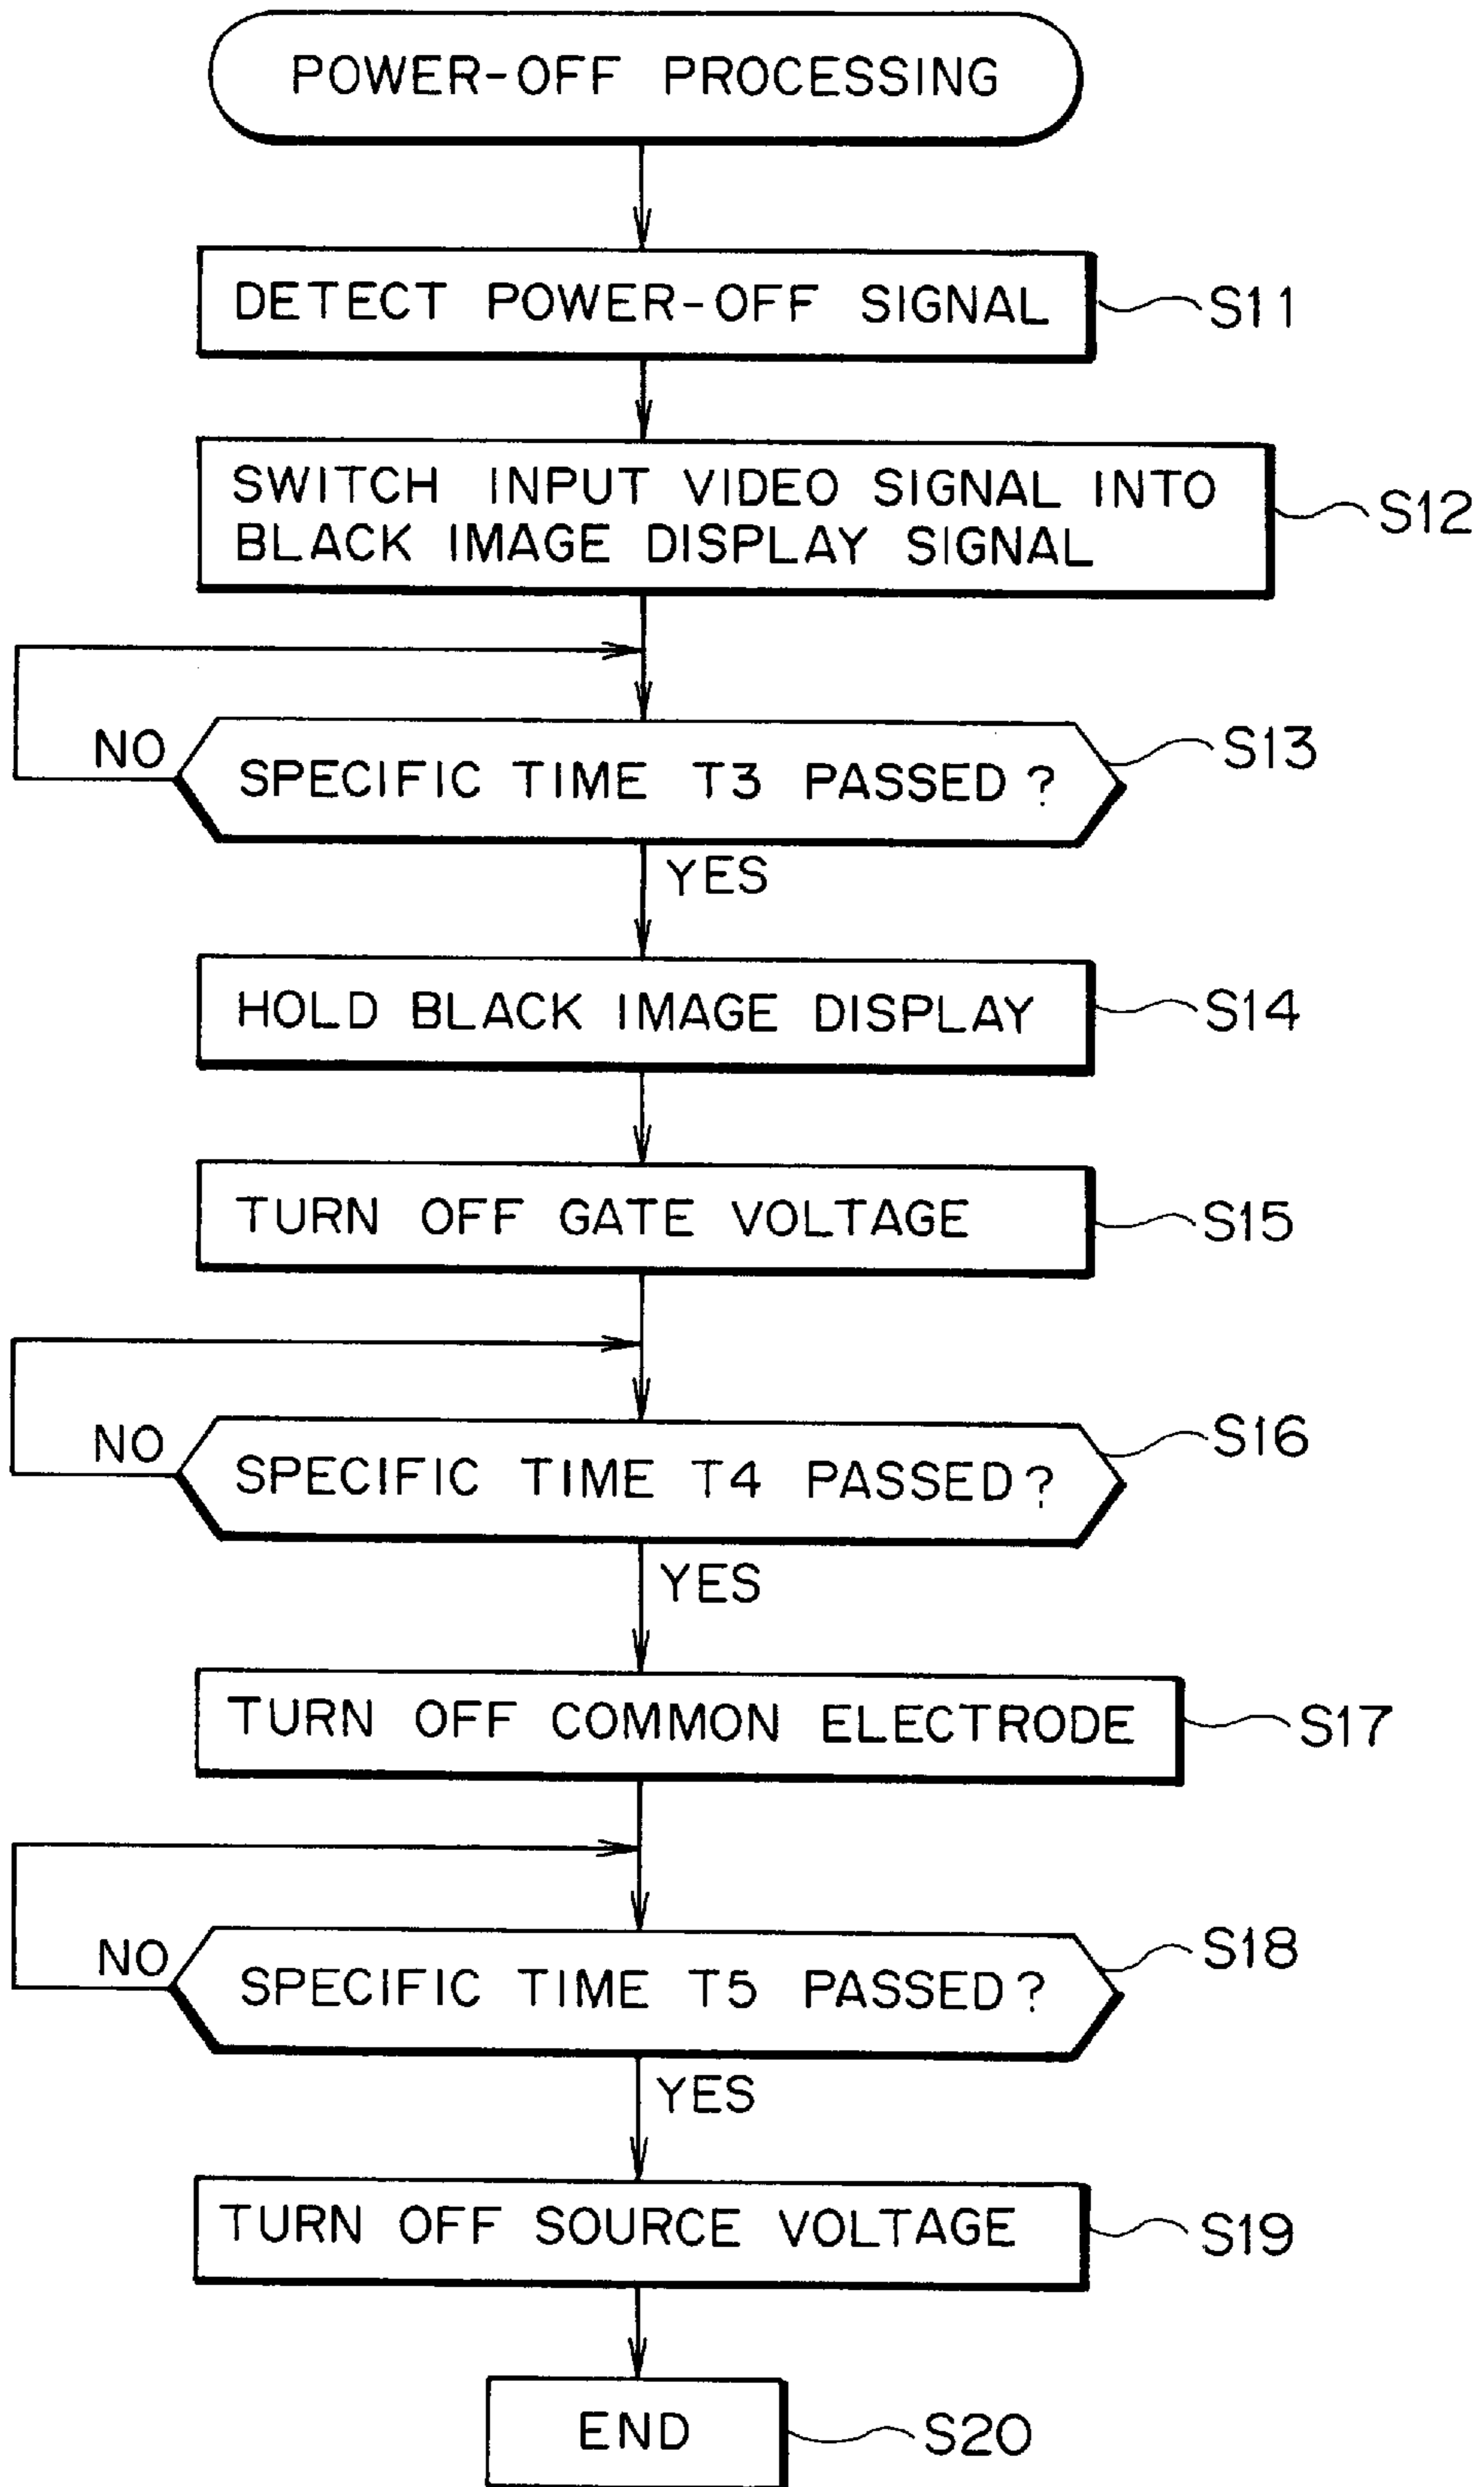 POWER-OFF PROCESSING
DETECT POWER-OFF SIGNAL
S11
SWITCH INPUT VIDEO SIGNAL INTO
BLACK IMAGE DISPLAY SIGNAL
S12
NO
SPECIFIC TIME T3 PASSED?
S13
YES
HOLD BLACK IMAGE DISPLAY
S14
TURN OFF GATE VOLTAGE
S15
NO
SPECIFIC TIME T4 PASSED?
S16
YES
TURN OFF COMMON ELECTRODE
S17
NO
SPECIFIC TIME T5 PASSED?
S18
YES
TURN OFF SOURCE VOLTAGE
S19
END
S20